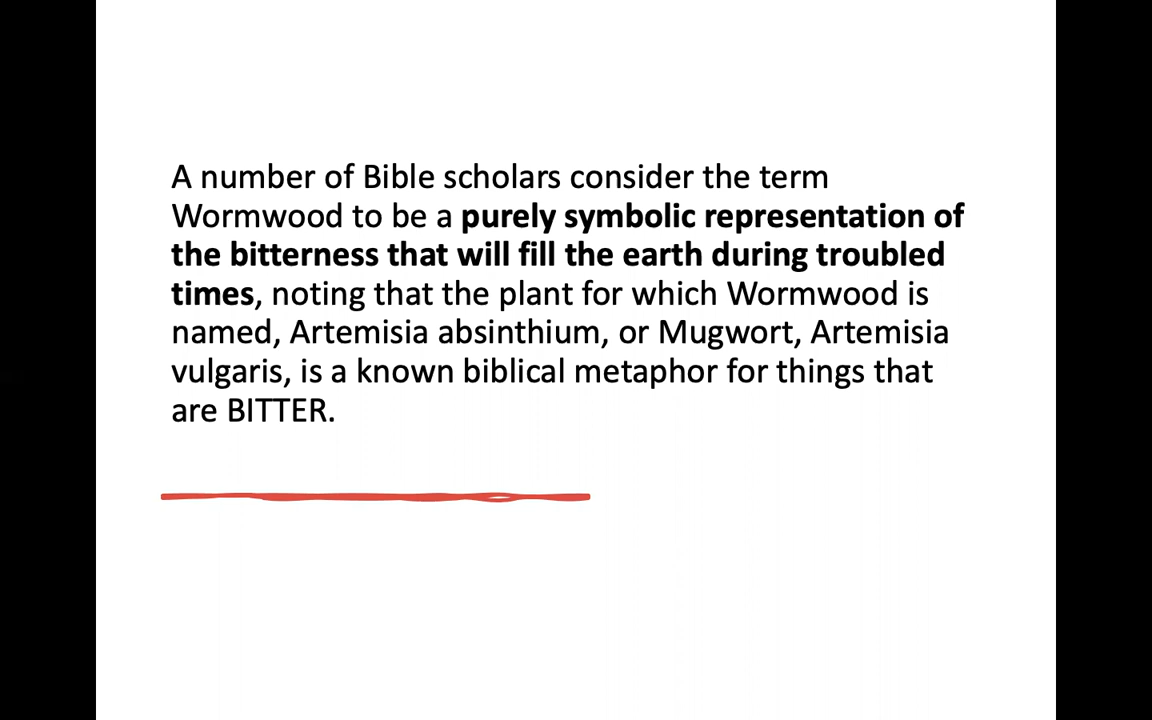 A number of Bible scholars consider the term
Wormwood to be a purely symbolic representation of
the bitterness that will fill the earth during troubled
times, noting that the plant for which Wormwood is
named, Artemisia absinthium, or Mugwort, Artemisia
vulgaris, is a known biblical metaphor for things that
are BITTER.